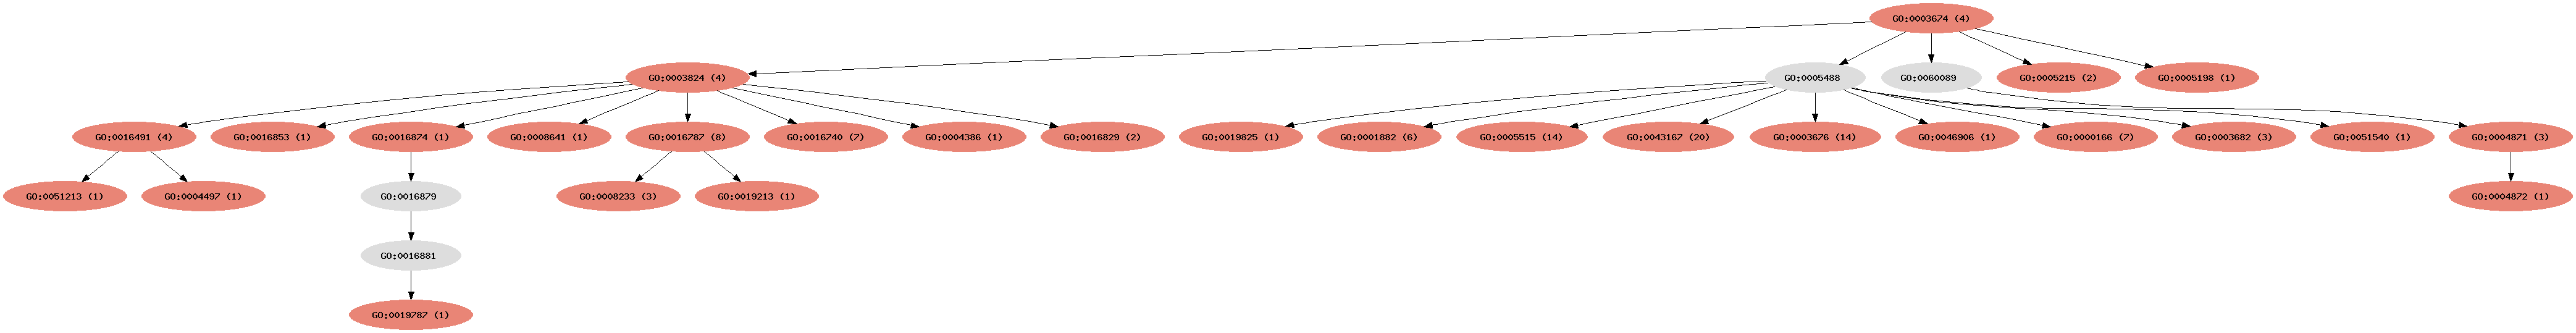 GO:0003674 (4)
GO:0003824 (4)
GO:0005488
GO:0060089
GO:0005215 (2)
GO:0005198 (1)
GO:0016491 (4)
GO:0016853 (1)
GO:0016874 (1)
GO:0008641 (1)
GO:0016787 (8)
GO:0016740 (7)
GO:0004386 (1)
GO:0016829 (2)
GO:0019825 (1)
GO:0001882 (6)
GO:0005515 (14)
GO:0043167 (20)
GO:0003676 (14)
GO:0046906 (1)
GO:0000166 (7)
GO:0003682 (3)
GO:0051540 (1)
GO:0004871 (3)
GO:0051213 (1)
GO:0004497 (1)
GO:0016879
GO:0008233 (3)
GO:0019213 (1)
GO:0004872 (1)
GO:0016881
GO:0019787 (1)